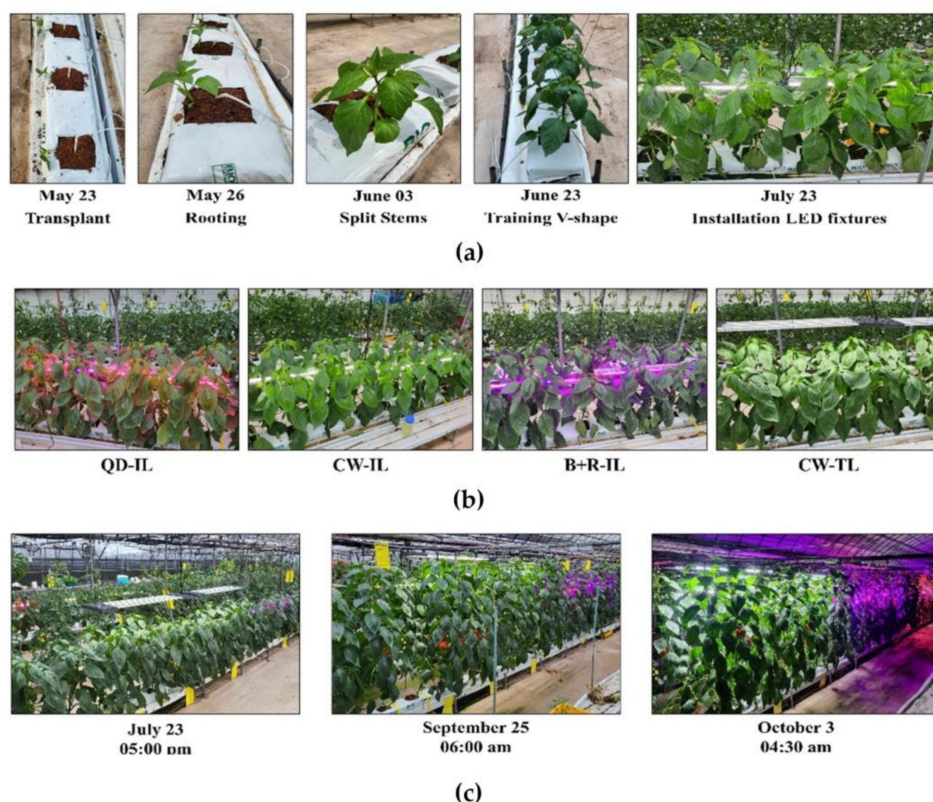 May 23
Transplant
May 26
Rooting
June 03
Split Stems
June 23
Training V-shape
July 23
Installation LED fixtures
(a)
QD-IL
CW-IL
B+R-IL
CW-TL
(b)
July 23
05:00 pm
September 25
06:00 am
October 3
04:30 am
(c)